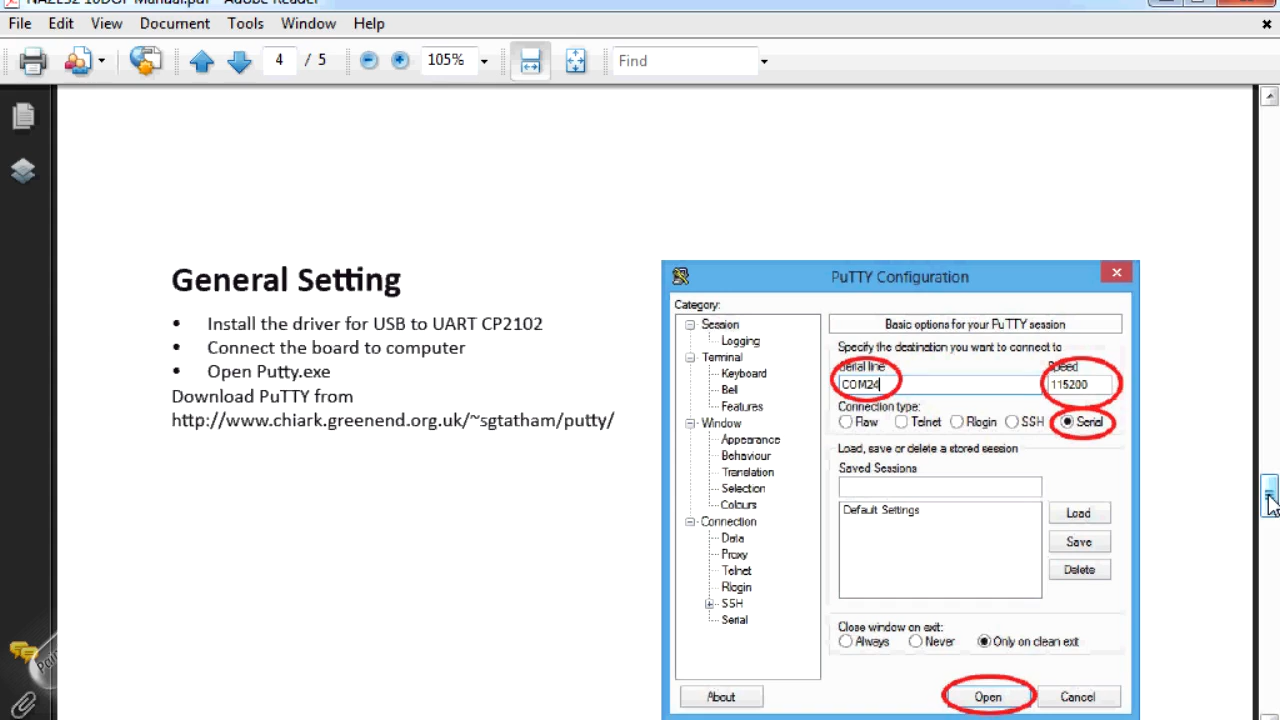 File Edit View Document Tools Window Help
4 / 5 105% Find
General Setting
• Install the driver for USB to UART CP2102
• Connect the board to computer
• Open Putty.exe
Download PuTTY from
http://www.chiark.greenend.org.uk/~sgtatham/putty/
PuTTY Configuration
Category:
Session
Logging
Terminal
Keyboard
Bell
Features
Window
Appearance
Behaviour
Translation
Selection
Colours
Connection
Data
Proxy
Telnet
Rlogin
SSH
Serial
Basic options for your PuTTY session
Specify the destination you want to connect to
Serial line Speed
COM24 115200
Connection type:
Raw Telnet Rlogin SSH Serial
Load, save or delete a stored session
Saved Sessions
Default Settings
Load
Save
Delete
Close window on exit:
Always Never Only on clean exit
About Open Cancel